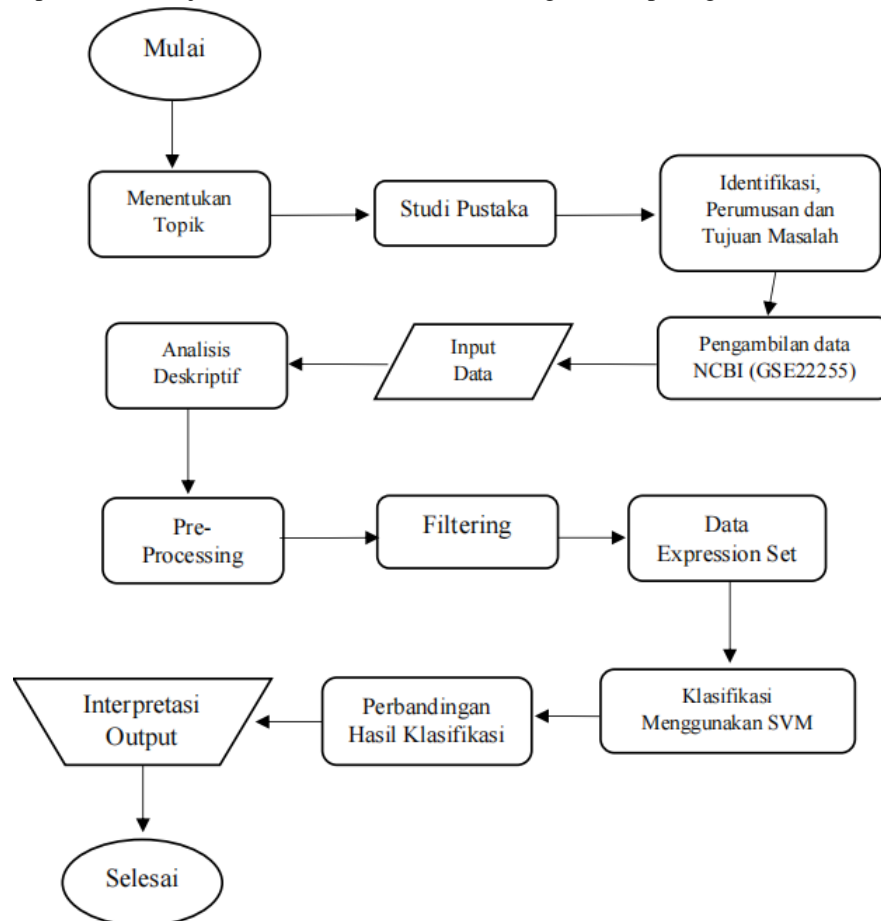 Mulai
Menentukan
Topik
Studi Pustaka
Identifikasi,
Perumusan dan
Tujuan Masalah
Pengambilan data
NCBI (GSE22255)
Input
Data
Analisis
Deskriptif
Pre-
Processing
Filtering
Data
Expression Set
Klasifikasi
Menggunakan SVM
Perbandingan
Hasil Klasifikasi
Interpretasi
Output
Selesai